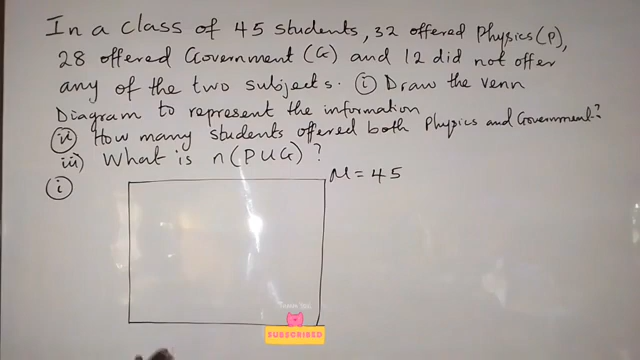 In a class of 45 students, 32 offered Physics (P),
28 offered Government (G) and 12 did not offer
any of the two subjects. (i) Draw the venn
Diagram to represent the information
(ii) How many students offered both Physics and Government?
iii) What is n(P∪G)?
(i)
μ = 45
SUBSCRIBED